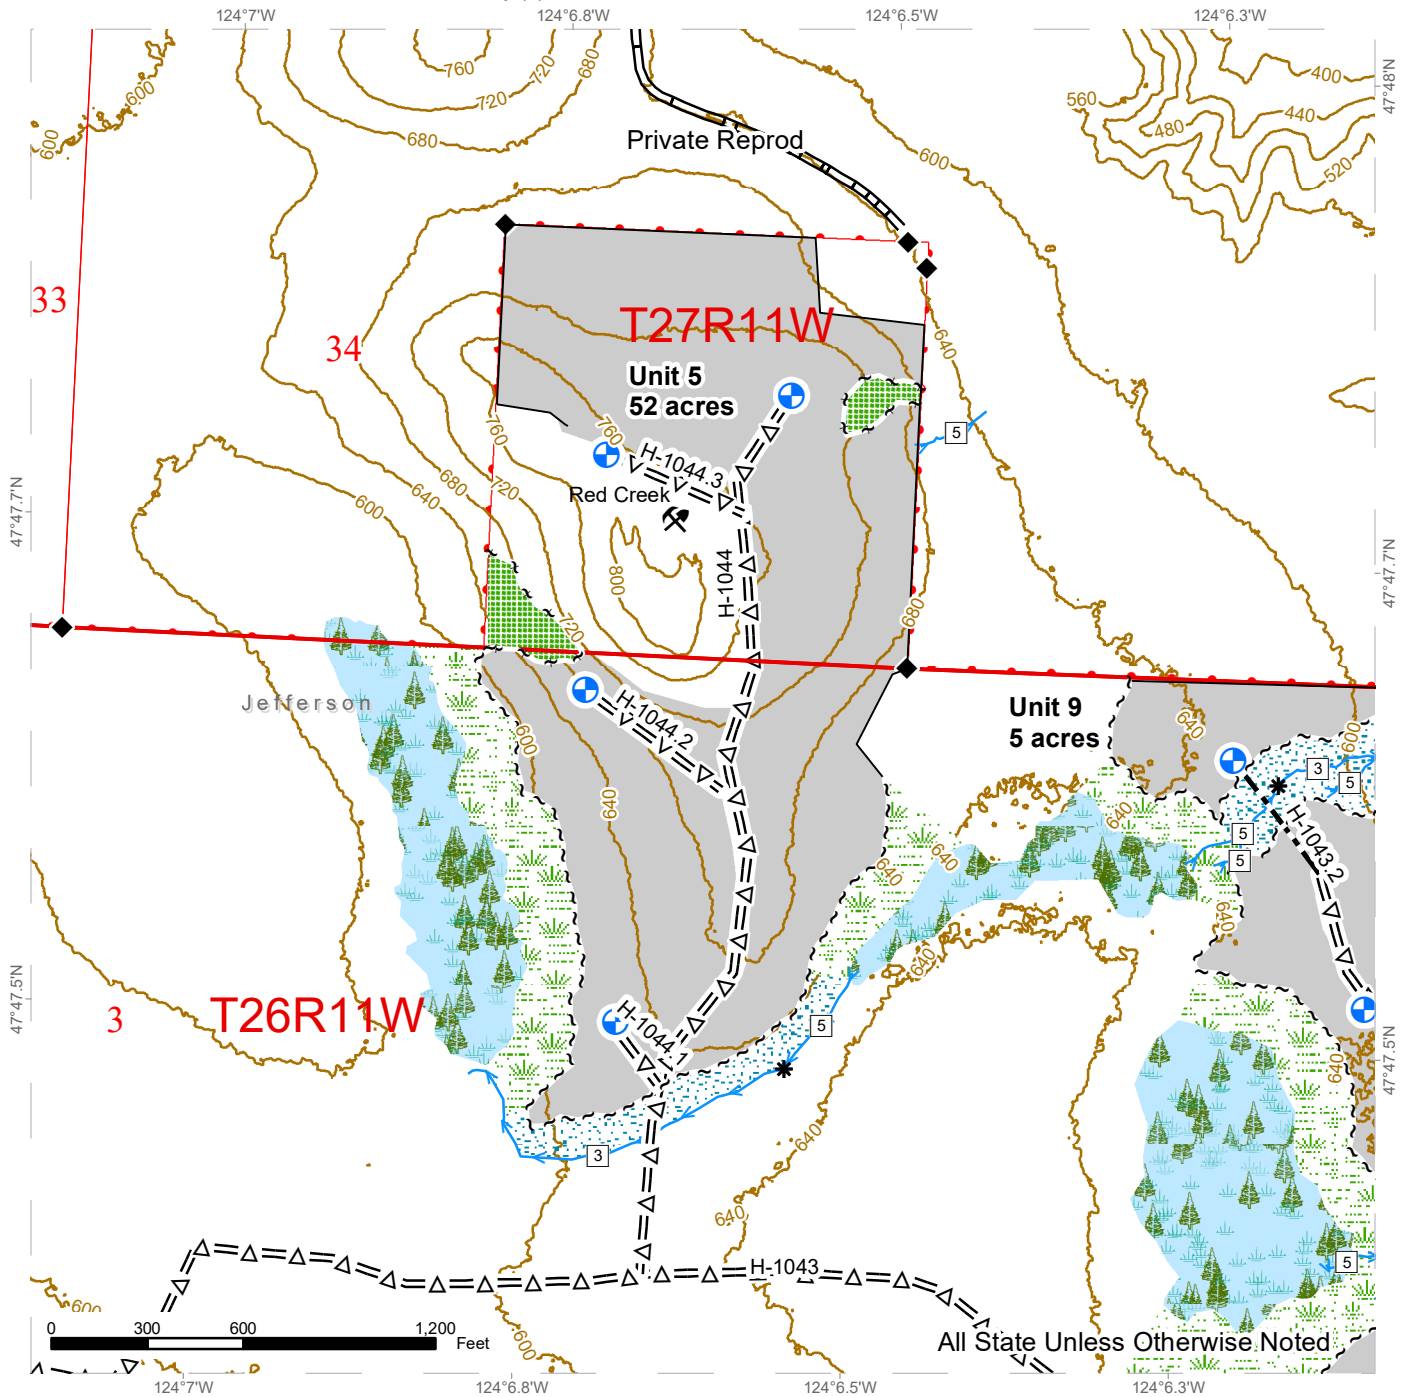 124°7'W
124°6.8'W
124°6.5'W
124°6.3'W
47°48'N
760
720
680
720
680
600
600
400
560
440
480
520
Private Reprod
600
33
34
T27R11W
640
Unit 5
52 acres
760
760
H-1044.3
5
720
680
640
600
Red Creek
47°47.7'N
47°47.7'N
800
H-1044
680
720
Jefferson
H-1044.2
Unit 9
5 acres
640
600
600
3
5
640
640
5
H-1043.2
5
640
640
640
640
47°47.5'N
3
T26R11W
H-1044.1
5
640
47°47.5'N
640
3
640
H-1043
5
600
600
0 300 600 1,200
Feet
All State Unless Otherwise Noted
124°7'W
124°6.8'W
124°6.5'W
124°6.3'W